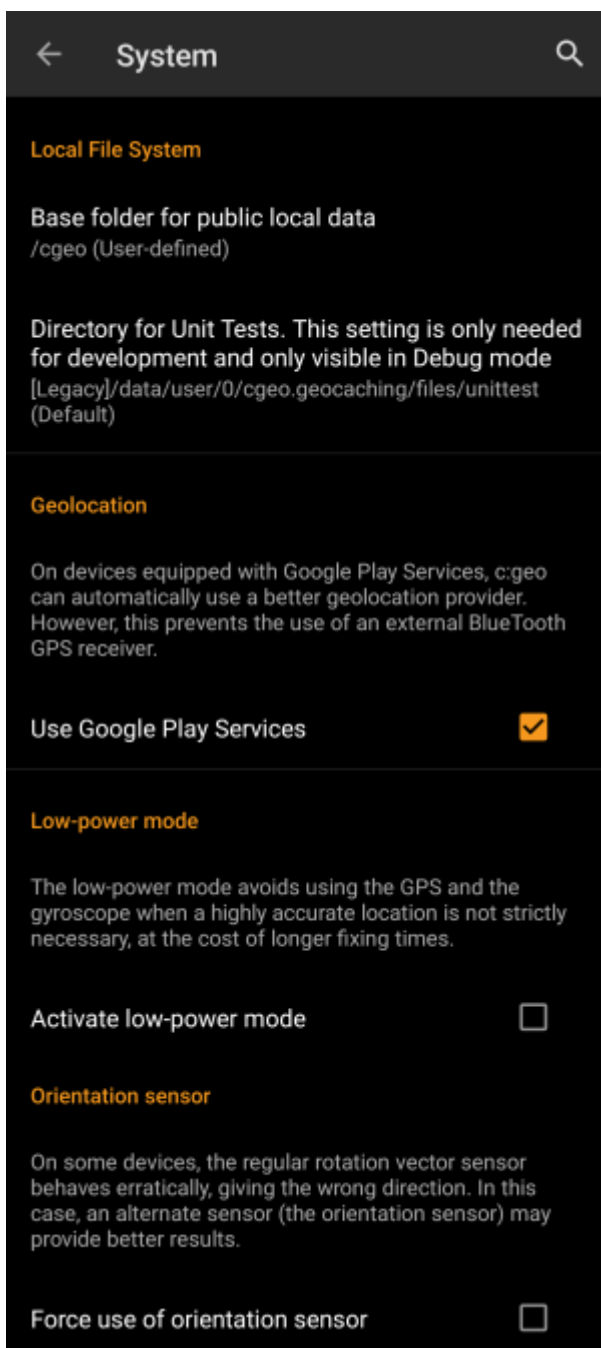 System
Local File System
Base folder for public local data
/cgeo (User-defined)
Directory for Unit Tests. This setting is only needed
for development and only visible in Debug mode
[Legacy]/data/user/0/cgeo.geocaching/files/unittest
(Default)
Geolocation
On devices equipped with Google Play Services, c:geo
can automatically use a better geolocation provider.
However, this prevents the use of an external BlueTooth
GPS receiver.
Use Google Play Services
Low-power mode
The low-power mode avoids using the GPS and the
gyroscope when a highly accurate location is not strictly
necessary, at the cost of longer fixing times.
Activate low-power mode
Orientation sensor
On some devices, the regular rotation vector sensor
behaves erratically, giving the wrong direction. In this
case, an alternate sensor (the orientation sensor) may
provide better results.
Force use of orientation sensor